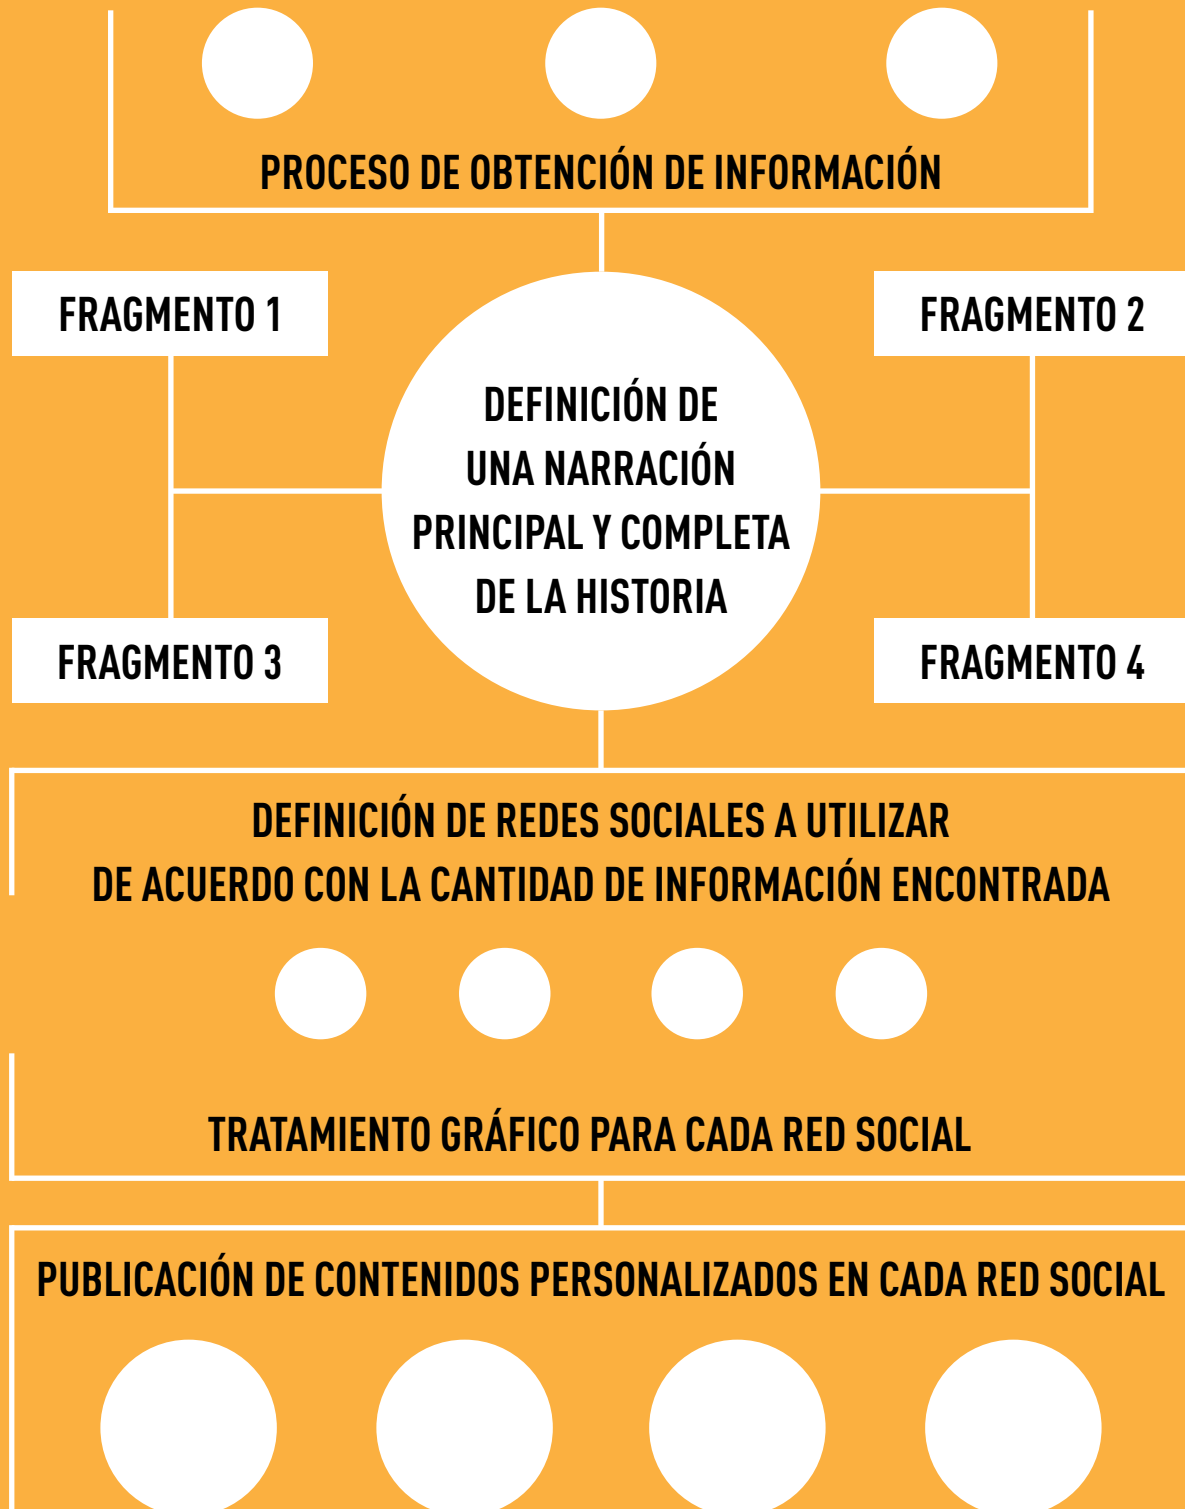 PROCESO DE OBTENCIÓN DE INFORMACIÓN
FRAGMENTO 1
FRAGMENTO 2
DEFINICIÓN DE
UNA NARRACIÓN
PRINCIPAL Y COMPLETA
DE LA HISTORIA
FRAGMENTO 3
FRAGMENTO 4
DEFINICIÓN DE REDES SOCIALES A UTILIZAR
DE ACUERDO CON LA CANTIDAD DE INFORMACIÓN ENCONTRADA
TRATAMIENTO GRÁFICO PARA CADA RED SOCIAL
PUBLICACIÓN DE CONTENIDOS PERSONALIZADOS EN CADA RED SOCIAL